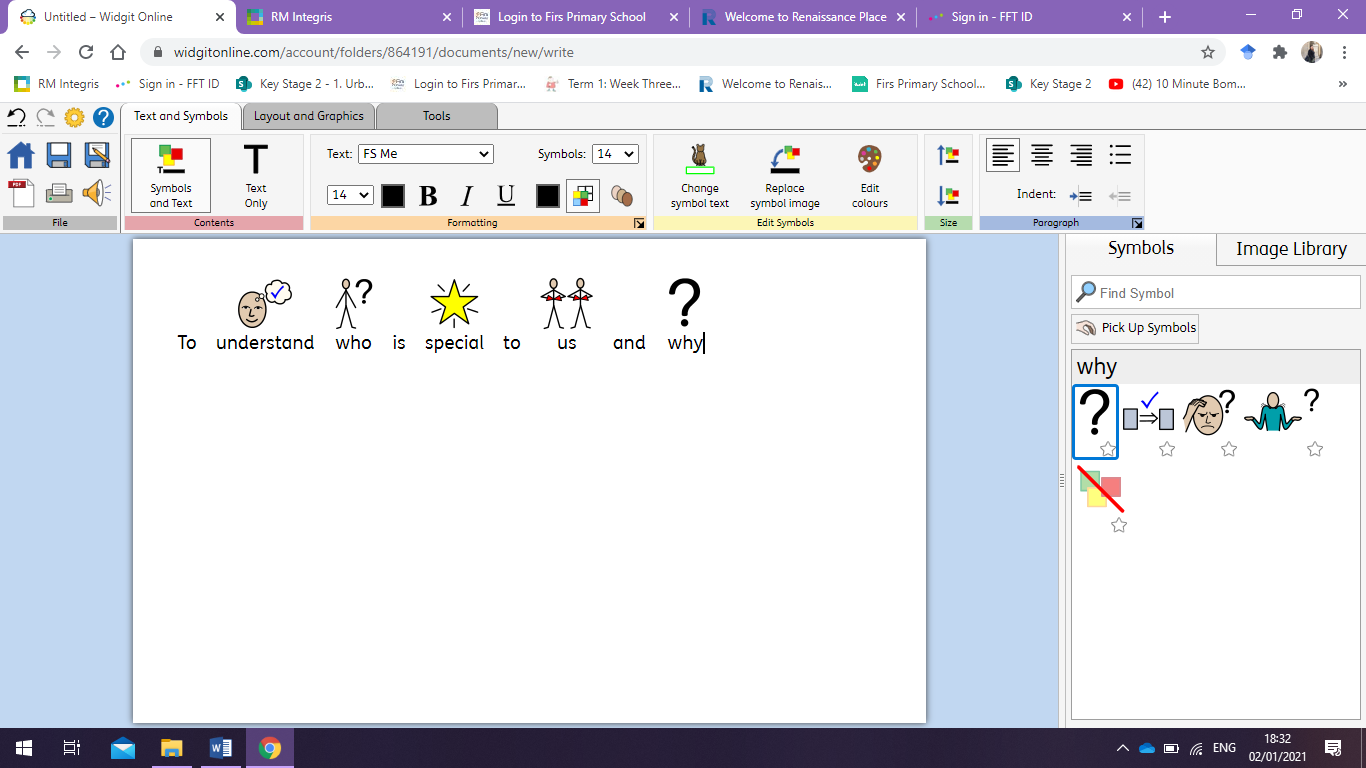 Untitled – Widgit Online
RM Integris
Login to Firs Primary School
Welcome to Renaissance Place
Sign in - FFT ID
widgitonline.com/account/folders/864191/documents/new/write
RM Integris
Sign in - FFT ID
Key Stage 2 - 1. Urb...
Login to Firs Primar...
Term 1: Week Three...
Welcome to Renais...
Firs Primary School...
Key Stage 2
(42) 10 Minute Bom...
»
Text and Symbols
Layout and Graphics
Tools
Symbols and Text
Text Only
Text: FS Me
Symbols: 14
14
B I U
Change symbol text
Replace symbol image
Edit colours
Indent:
PDF
File
Contents
Formatting
Edit Symbols
Size
Paragraph
Symbols
Image Library
Find Symbol
Pick Up Symbols
why
? ?
?
? ? ?
To understand who is special to us and why
ENG
18:32
02/01/2021